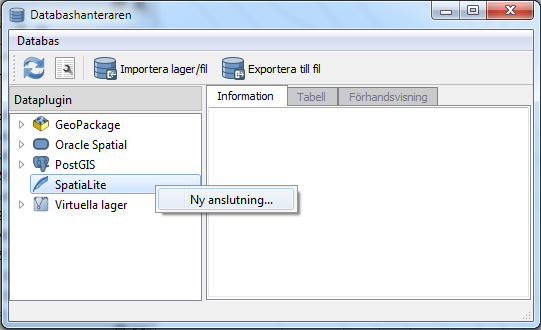 Databashanteraren
Databas
Importera lager/fil Exportera till fil
Dataplugin
Information Tabell Förhandsvisning
GeoPackage
Oracle Spatial
PostGIS
SpatiaLite
Ny anslutning...
Virtuella lager